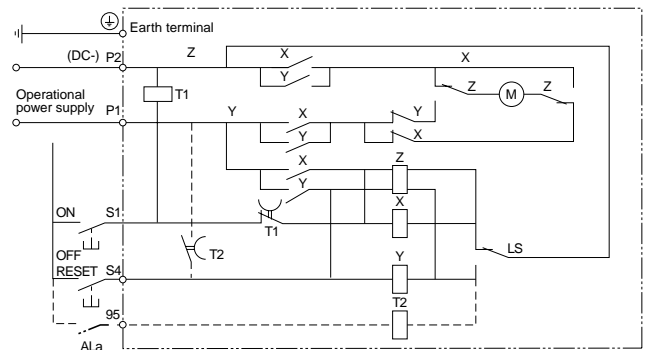 Earth terminal
(DC-) P2 Z X X
Y
Z M Z
T1
Operational
power supply P1 Y X Y
Y X
X Z
Y
X
ON S1
T1
LS
OFF T2
RESET S4 Y
T2
95
ALa